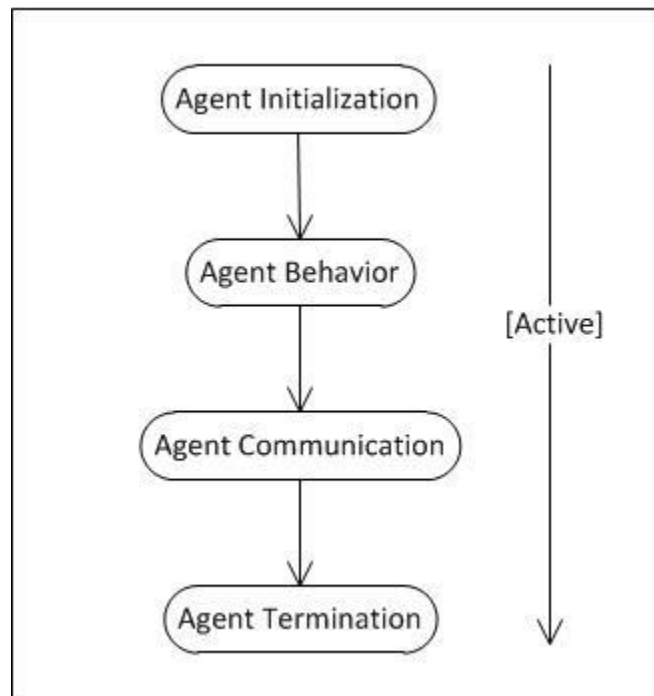 Agent Initialization
Agent Behavior
[Active]
Agent Communication
Agent Termination